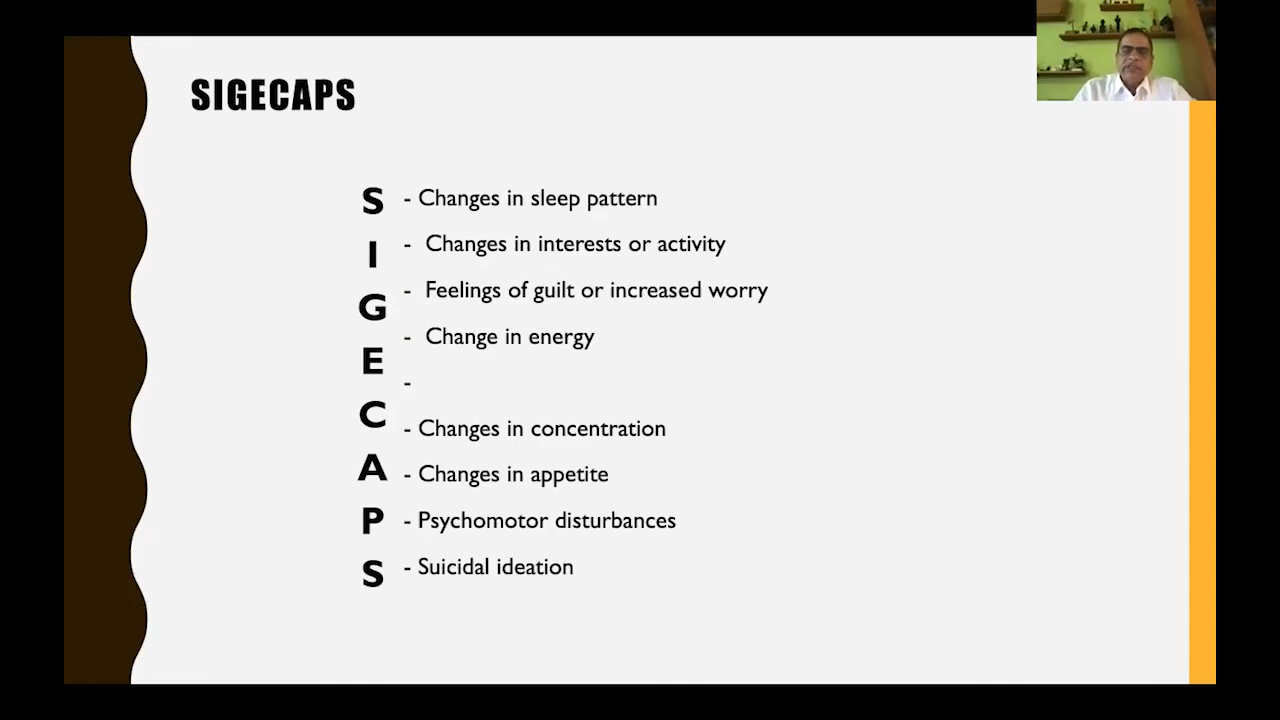 SIGECAPS
S - Changes in sleep pattern
I - Changes in interests or activity
G - Feelings of guilt or increased worry
E - Change in energy
-
C - Changes in concentration
A - Changes in appetite
P - Psychomotor disturbances
S - Suicidal ideation